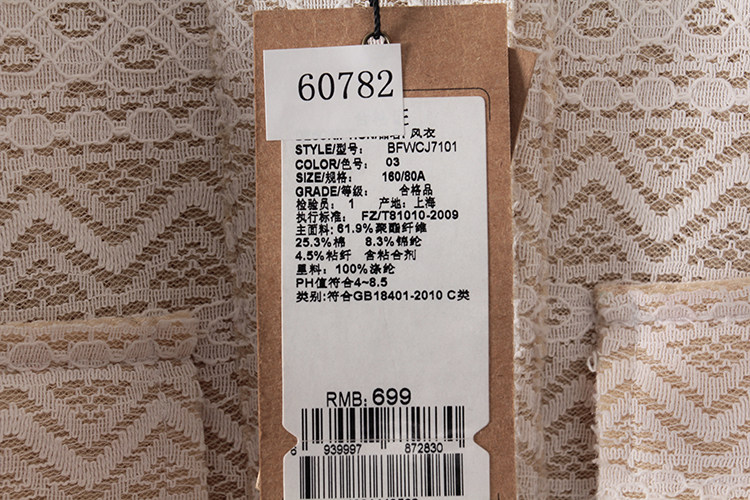 60782
风衣
STYLE/型号: BFWCJ7101
COLOR/色号: 03
SIZE/规格: 160/80A
GRADE/等级: 合格品
检验员: 1 产地: 上海
执行标准: FZ/T81010-2009
主面料: 61.9%聚酯纤维
25.3%棉 8.3%锦纶
4.5%粘纤 含粘合剂
里料: 100%涤纶
PH值符合4~8.5
类别:符合GB18401-2010 C类
RMB: 699
6 939997 872830